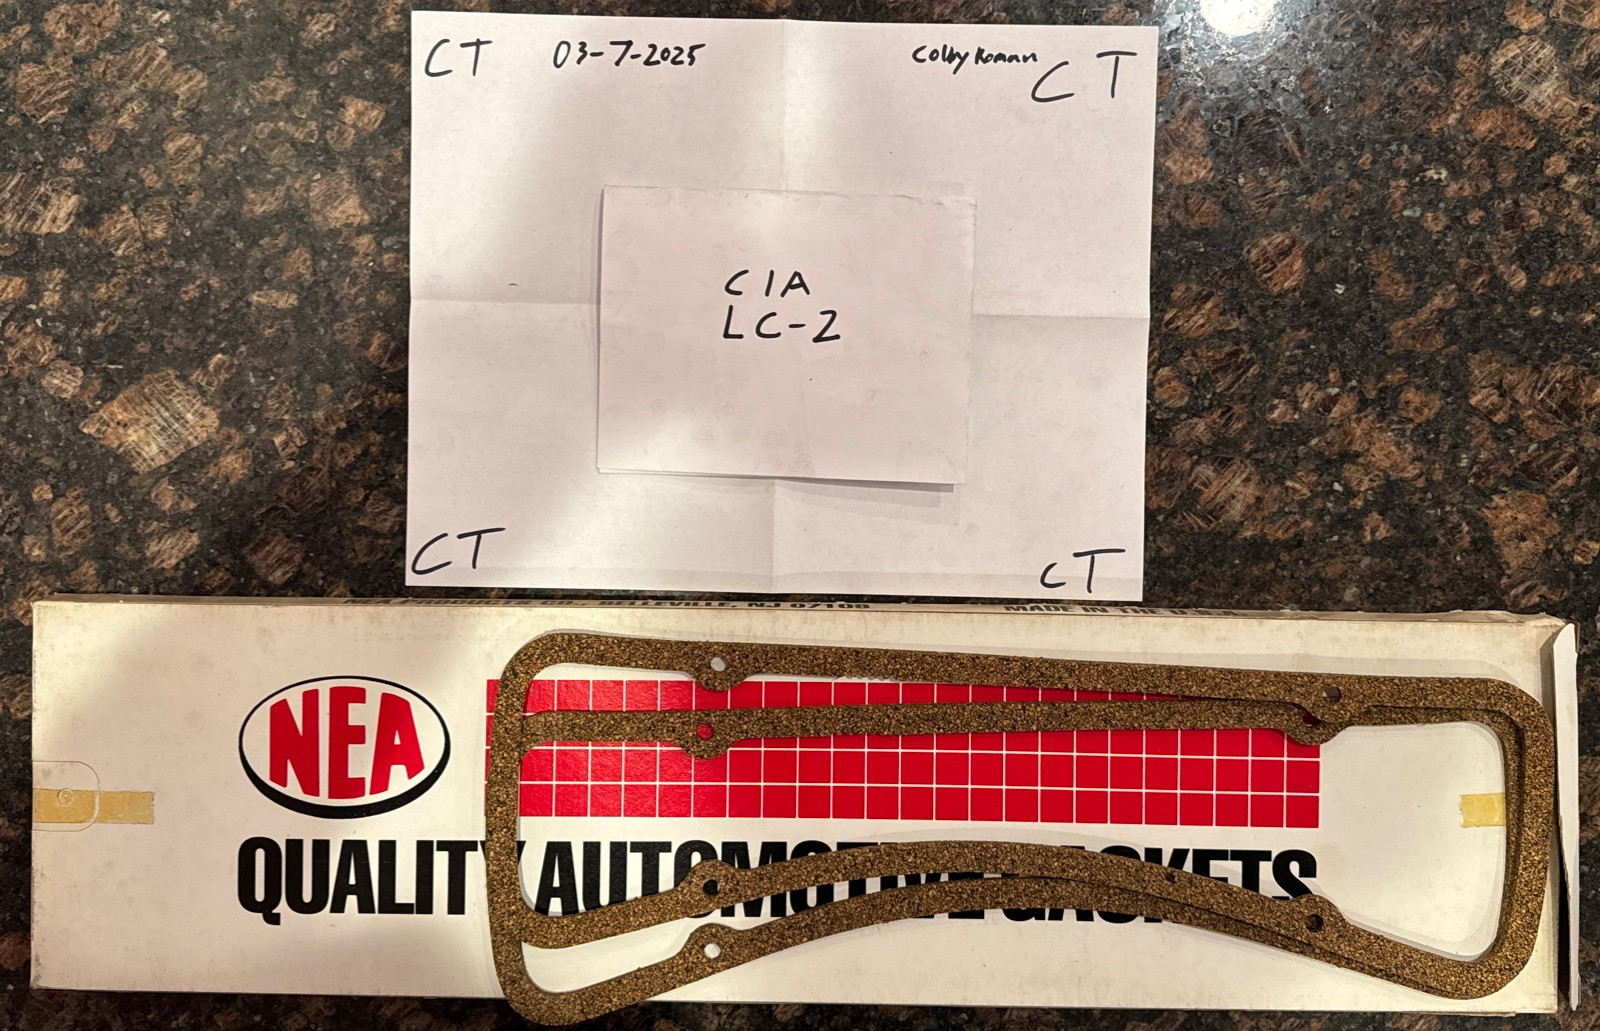 CT 03-7-2025 Colby Roman CT
CIA
LC-2
CT CT
NEA PRODUCTS CO., BELLEVILLE, NJ 07109 MADE IN THE U.S.A.
NEA
QUALITY AUTOMOTIVE GASKETS